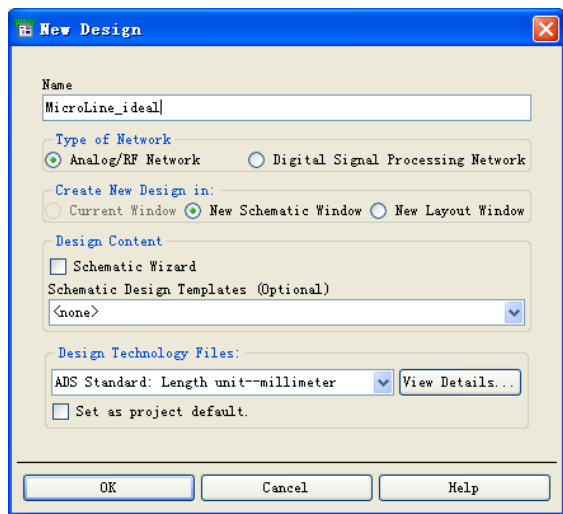 New Design
Name
MicroLine_ideal
Type of Network
Analog/RF Network Digital Signal Processing Network
Create New Design in:
Current Window New Schematic Window New Layout Window
Design Content
Schematic Wizard
Schematic Design Templates (Optional)
<none>
Design Technology Files:
ADS Standard: Length unit--millimeter View Details...
Set as project default.
OK Cancel Help